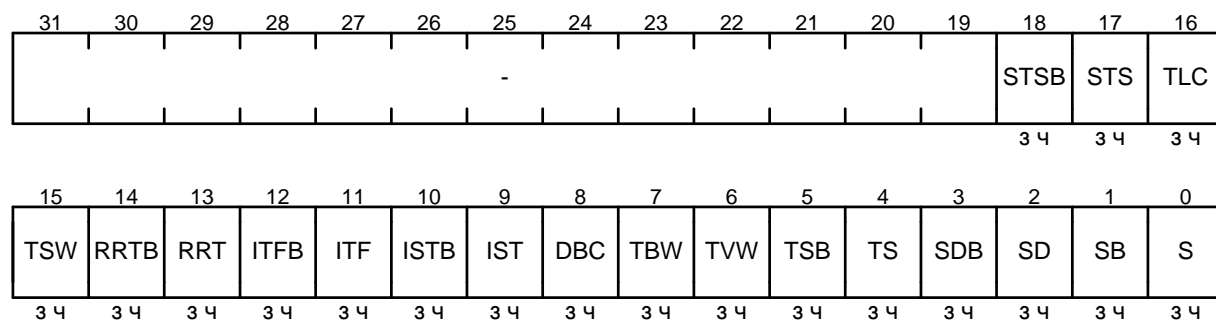 31 30 29 28 27 26 25 24 23 22 21 20 19 18 17 16
- STSB STS TLC
З Ч З Ч З Ч
15 14 13 12 11 10 9 8 7 6 5 4 3 2 1 0
TSW RRTB RRT ITFB ITF ISTB IST DBC TBW TVW TSB TS SDB SD SB S
З Ч З Ч З Ч З Ч З Ч З Ч З Ч З Ч З Ч З Ч З Ч З Ч З Ч З Ч З Ч З Ч